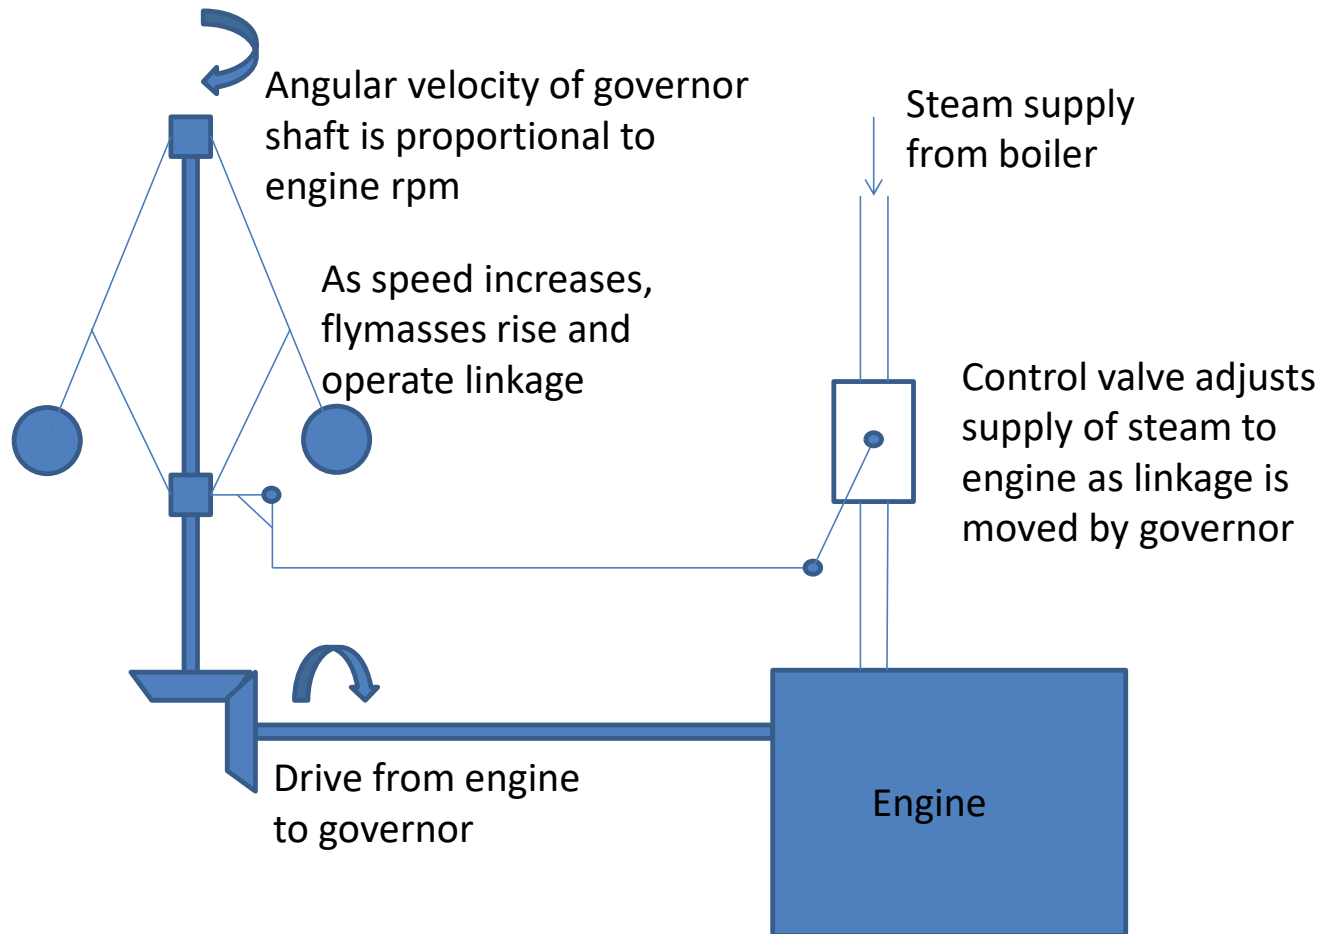 Angular velocity of governor
shaft is proportional to
engine rpm
Steam supply
from boiler
As speed increases,
flymasses rise and
operate linkage
Control valve adjusts
supply of steam to
engine as linkage is
moved by governor
Drive from engine
to governor
Engine